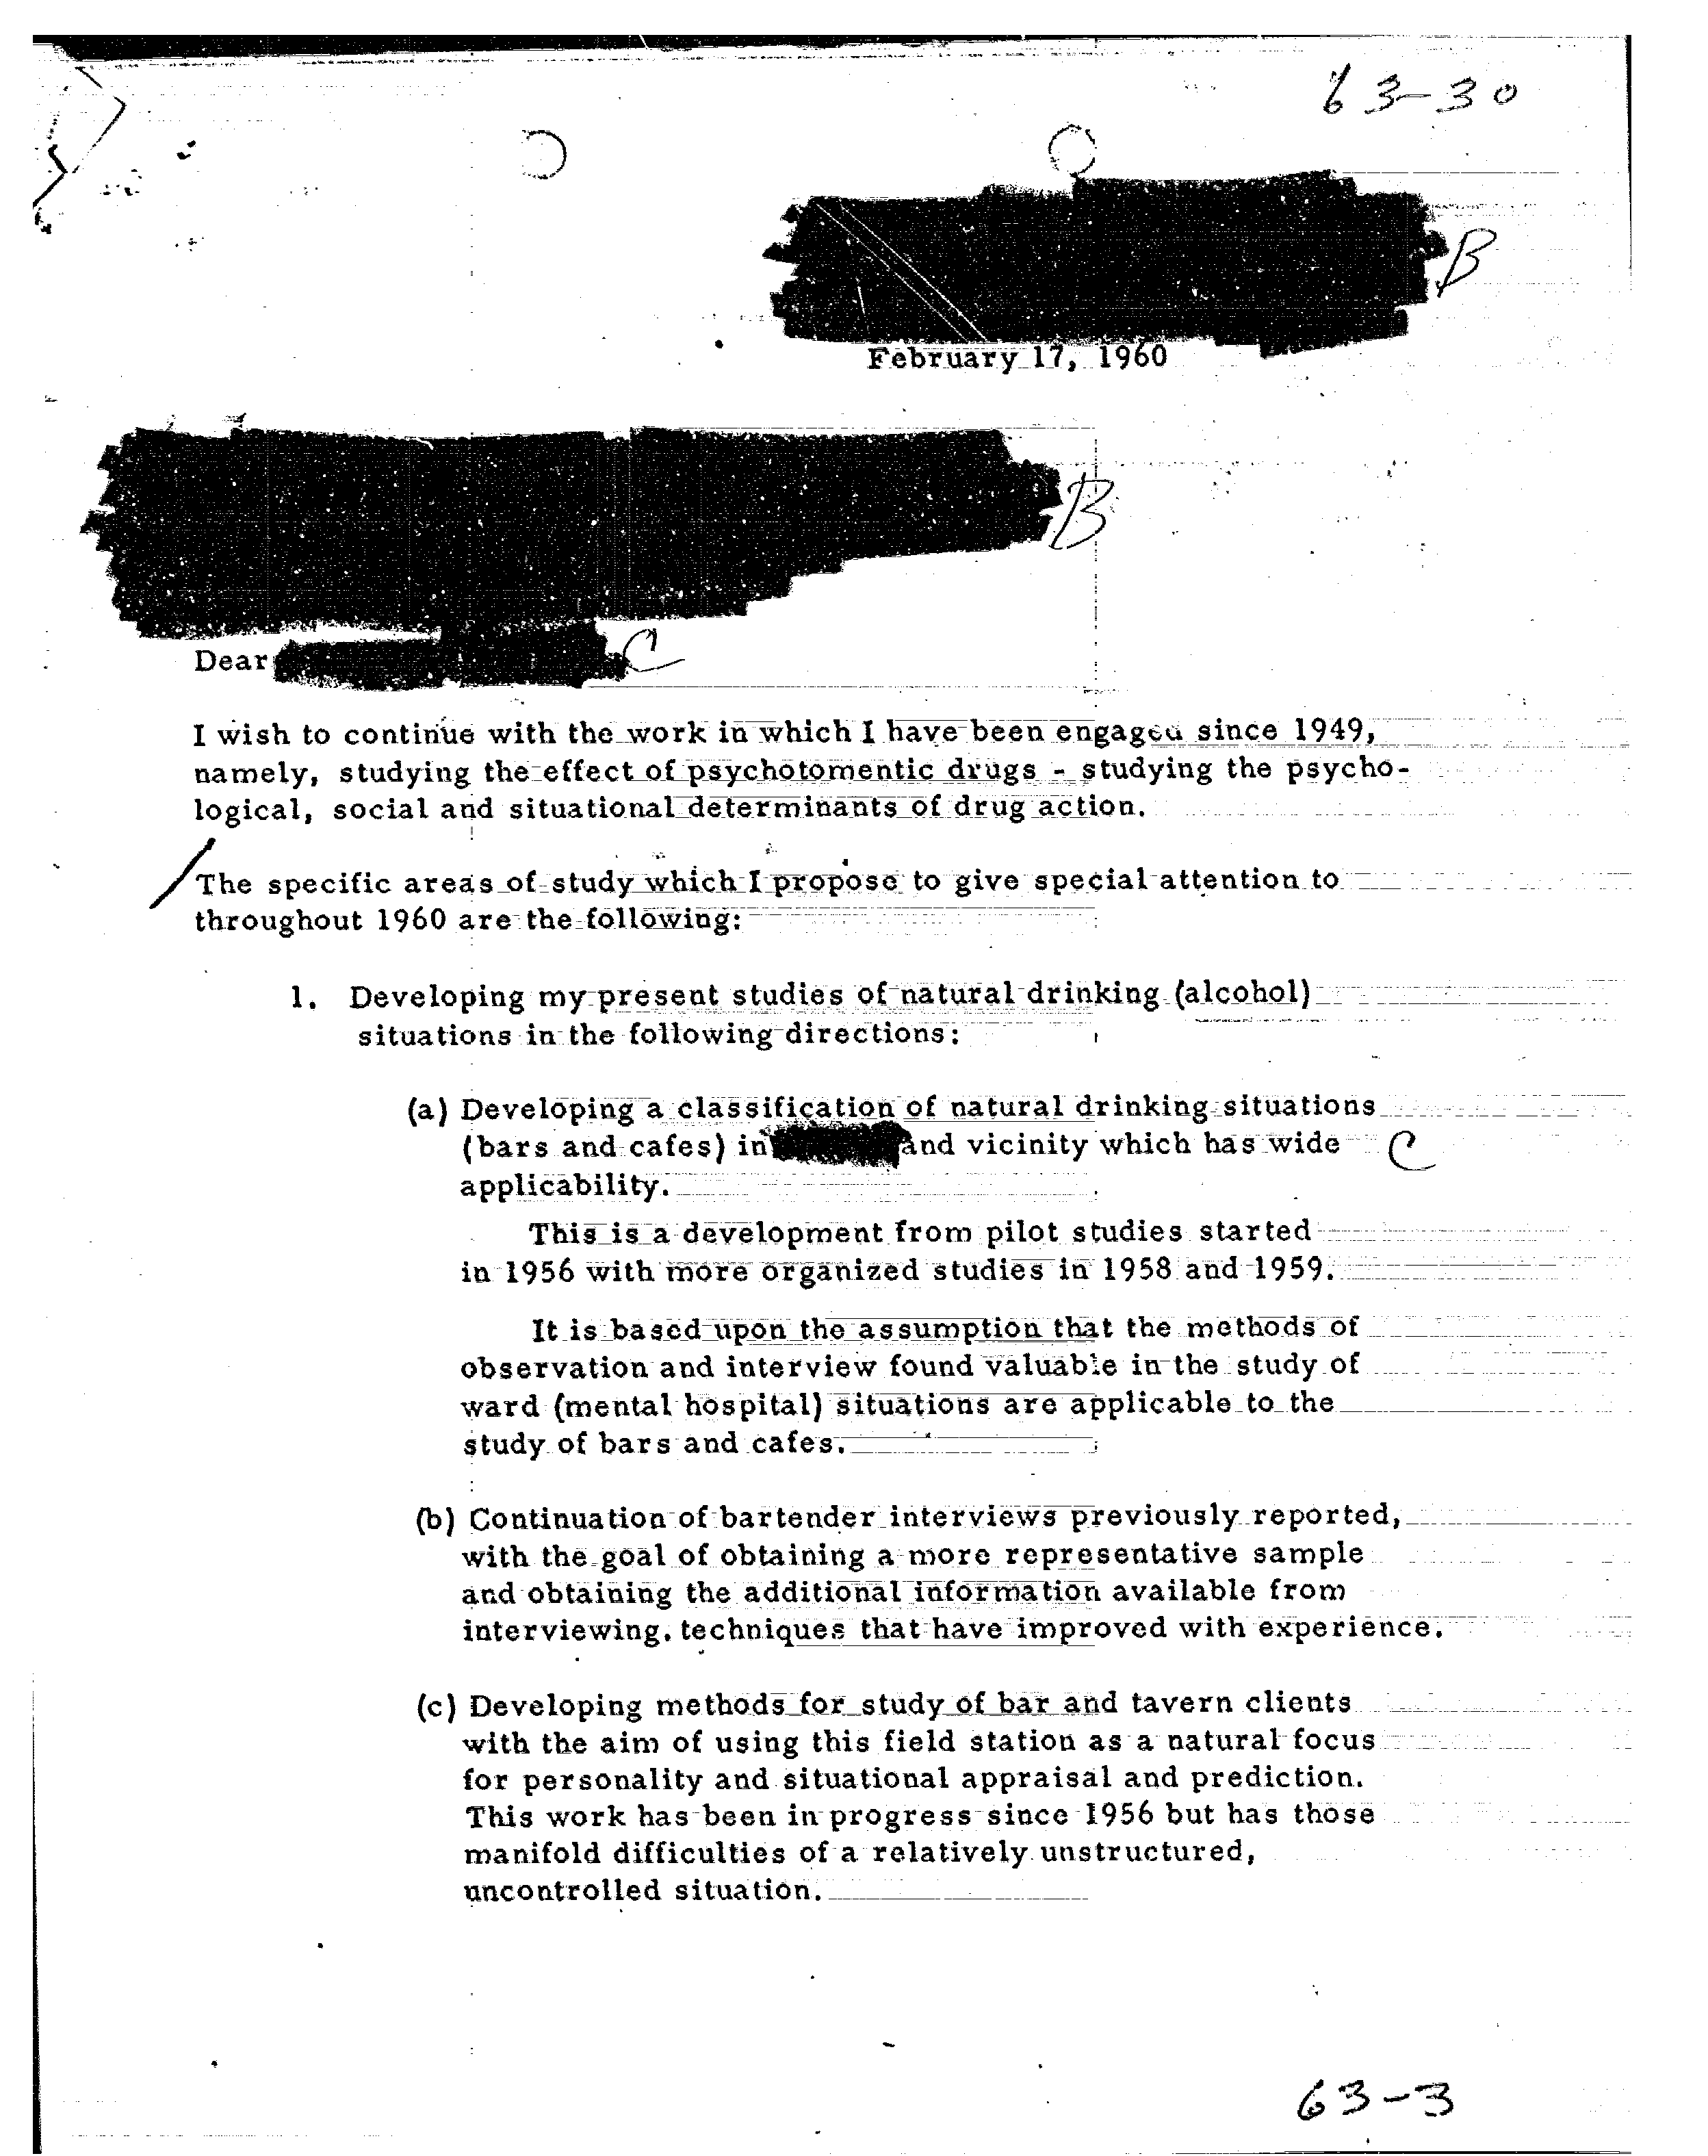 63-30
B
February 17, 1960
B
Dear
C
I wish to continue with the work in which I have been engaged since 1949,
namely, studying the effect of psychotomentic drugs - studying the psycho-
logical, social and situational determinants of drug action.
The specific areas of study which I propose to give special attention to
throughout 1960 are the following:
1. Developing my present studies of natural drinking (alcohol)
situations in the following directions:
(a) Developing a classification of natural drinking situations
(bars and cafes) in and vicinity which has wide C
applicability.
This is a development from pilot studies started
in 1956 with more organized studies in 1958 and 1959.
It is based upon the assumption that the methods of
observation and interview found valuable in the study of
ward (mental hospital) situations are applicable to the
study of bars and cafes.
(b) Continuation of bartender interviews previously reported,
with the goal of obtaining a more representative sample
and obtaining the additional information available from
interviewing, techniques that have improved with experience.
(c) Developing methods for study of bar and tavern clients
with the aim of using this field station as a natural focus
for personality and situational appraisal and prediction.
This work has been in progress since 1956 but has those
manifold difficulties of a relatively unstructured,
uncontrolled situation.
63-3